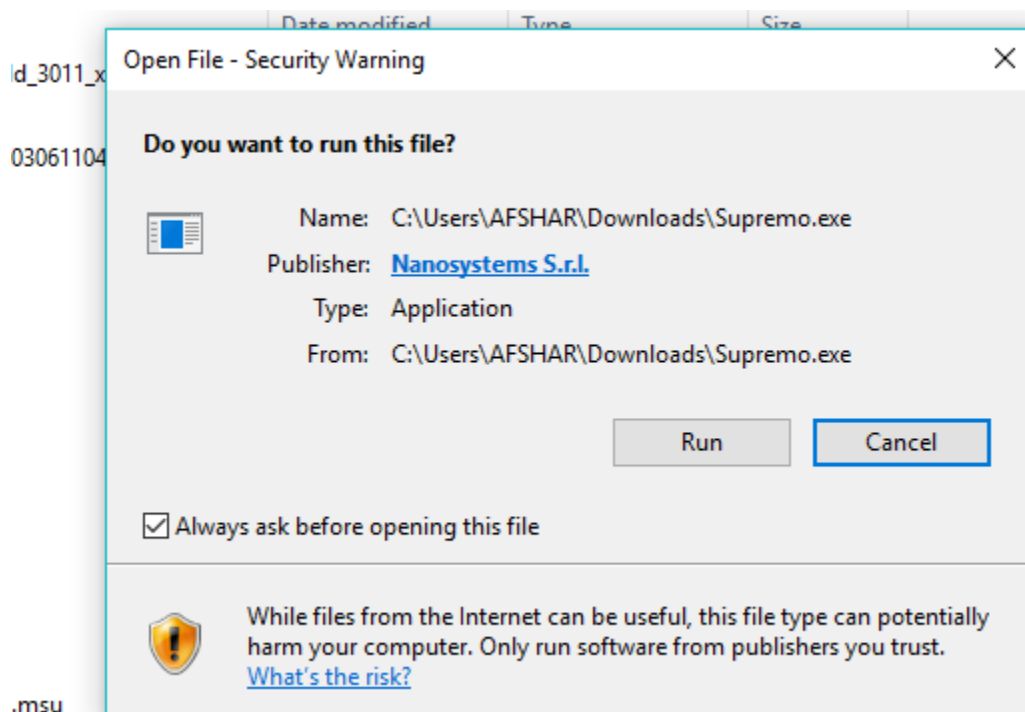 Date modified Type Size
Open File - Security Warning
ld_3011_x
Do you want to run this file?
03061104
Name: C:\Users\AFSHAR\Downloads\Supremo.exe
Publisher: Nanosystems S.r.l.
Type: Application
From: C:\Users\AFSHAR\Downloads\Supremo.exe
Run Cancel
Always ask before opening this file
While files from the Internet can be useful, this file type can potentially
harm your computer. Only run software from publishers you trust.
What's the risk?
.msu